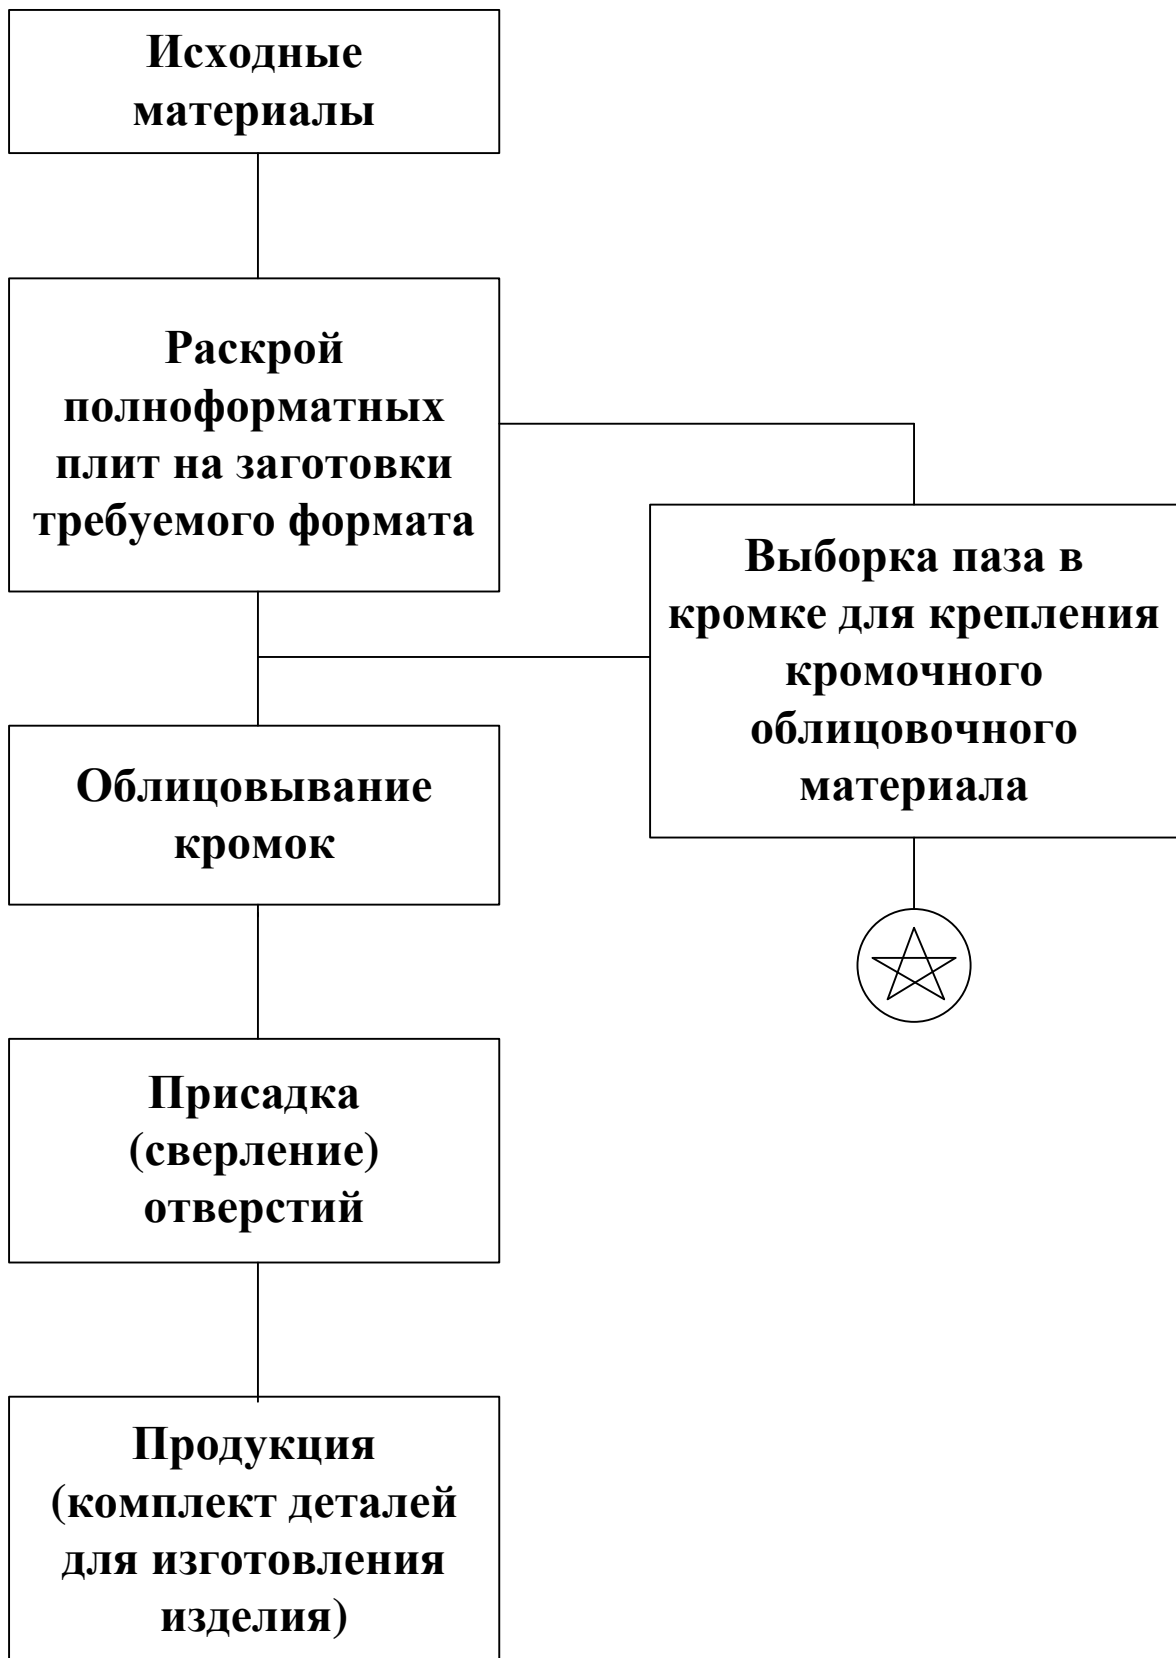 Исходные
материалы
Раскрой
полноформатных
плит на заготовки
требуемого формата
Выборка паза в
кромке для крепления
кромочного
облицовочного
материала
Облицовывание
кромок
Присадка
(сверление)
отверстий
Продукция
(комплект деталей
для изготовления
изделия)